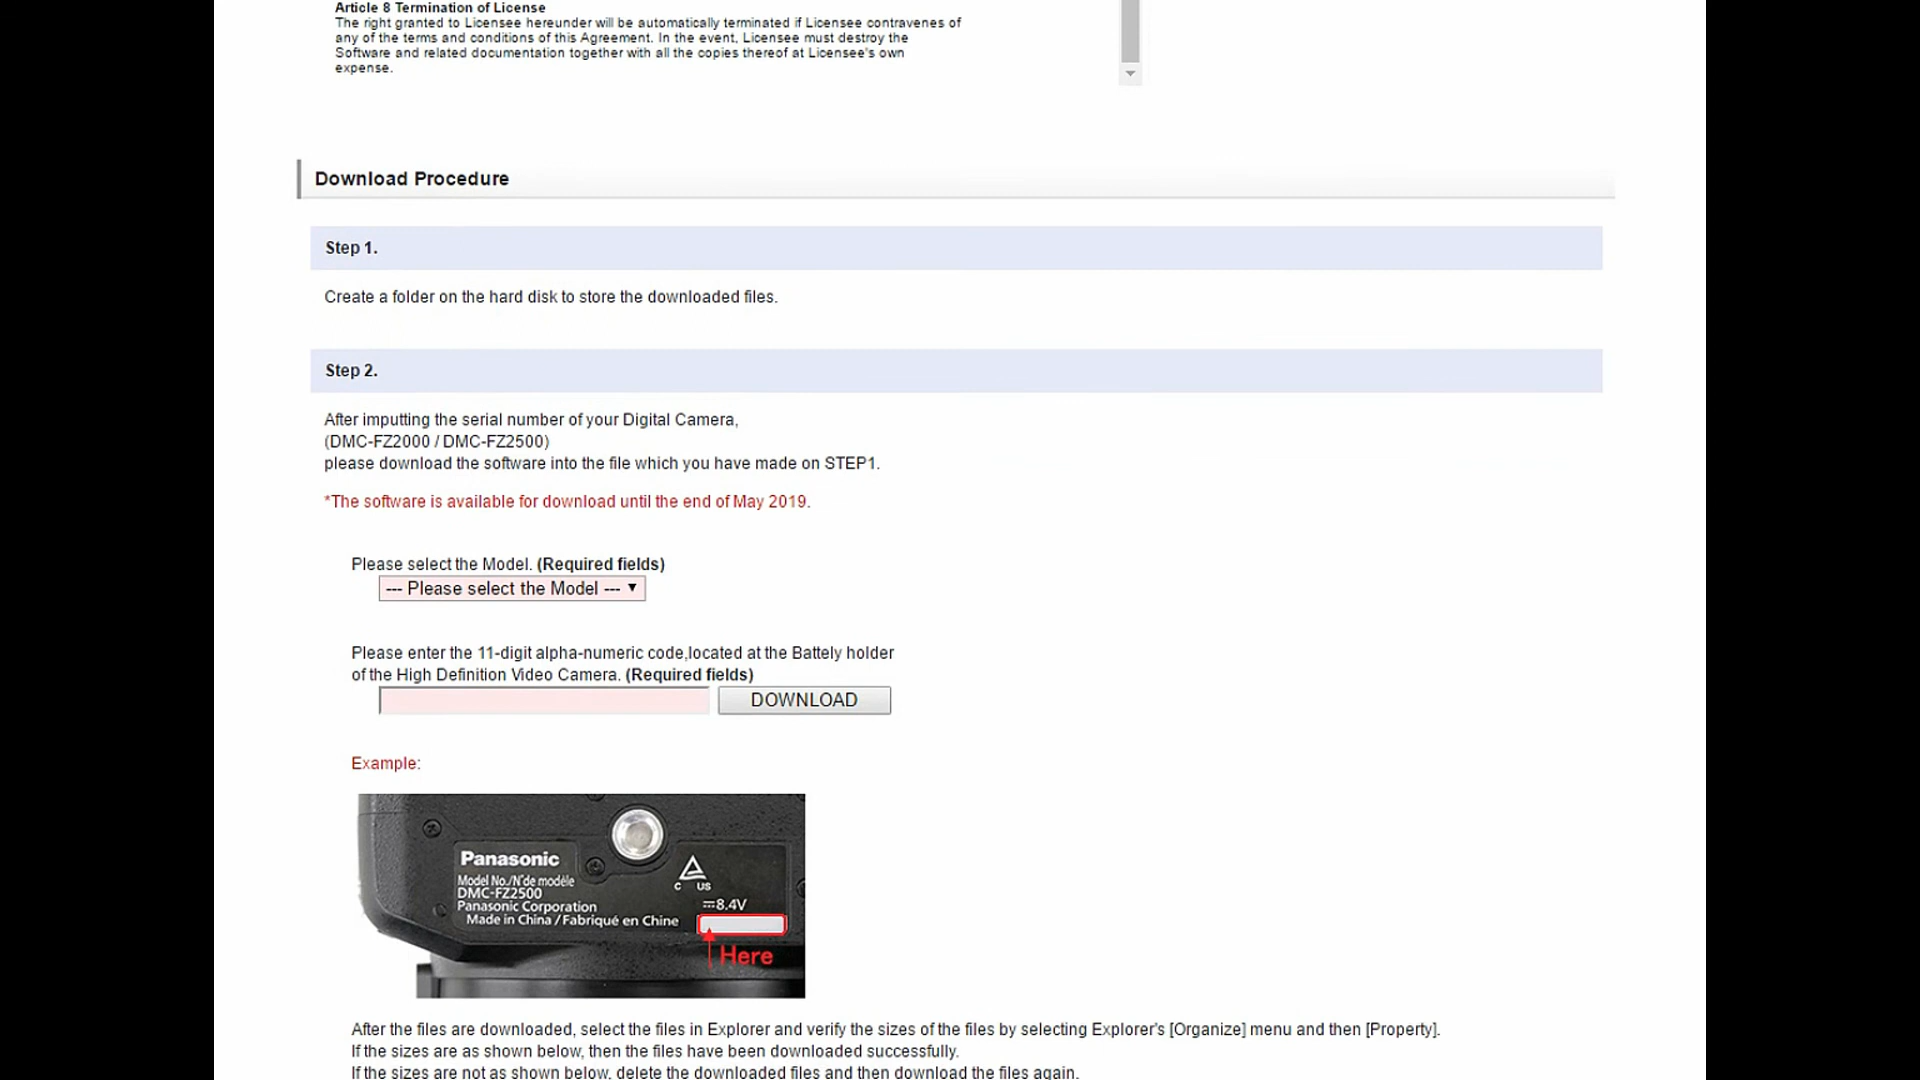 Article 8 Termination of License
The right granted to Licensee hereunder will be automatically terminated if Licensee contravenes of
any of the terms and conditions of this Agreement. In the event, Licensee must destroy the
Software and related documentation together with all the copies thereof at Licensee's own
expense.
Download Procedure
Step 1.
Create a folder on the hard disk to store the downloaded files.
Step 2.
After imputting the serial number of your Digital Camera,
(DMC-FZ2000 / DMC-FZ2500)
please download the software into the file which you have made on STEP1.
*The software is available for download until the end of May 2019.
Please select the Model. (Required fields)
--- Please select the Model ---
Please enter the 11-digit alpha-numeric code,located at the Battely holder
of the High Definition Video Camera. (Required fields)
DOWNLOAD
Example:
Panasonic
Model No./N°de modéle
DMC-FZ2500
Panasonic Corporation
Made in China / Fabriqué en Chine
C US
8.4V
Here
After the files are downloaded, select the files in Explorer and verify the sizes of the files by selecting Explorer's [Organize] menu and then [Property].
If the sizes are as shown below, then the files have been downloaded successfully.
If the sizes are not as shown below, delete the downloaded files and then download the files again.